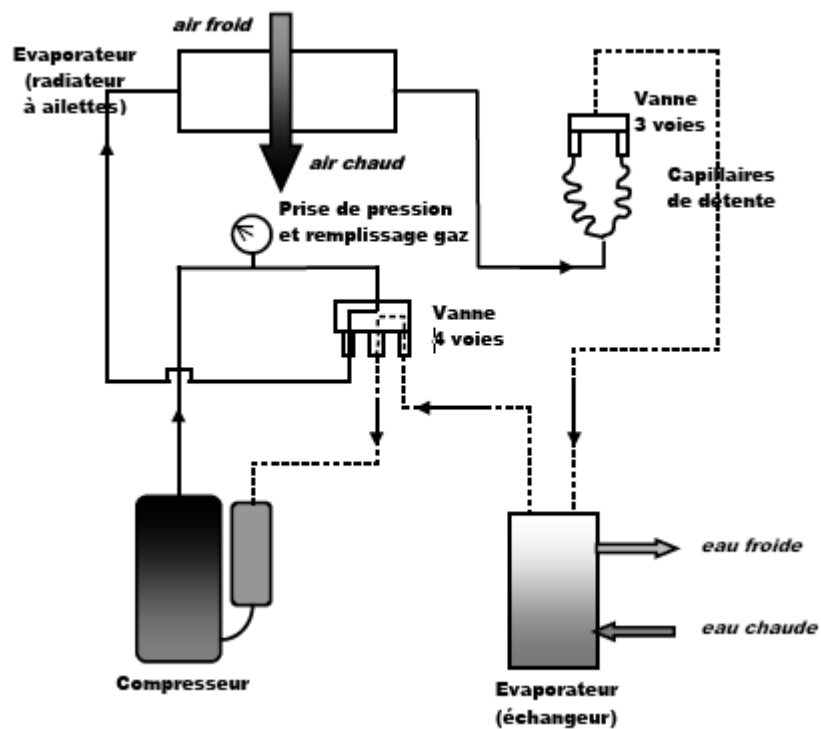 air froid
Evaporateur
(radiateur
à ailettes)
air chaud
Vanne
3 voies
Capillaires
de détente
Prise de pression
et remplissage gaz
Vanne
4 voies
eau froide
eau chaude
Compresseur
Evaporateur
(échangeur)